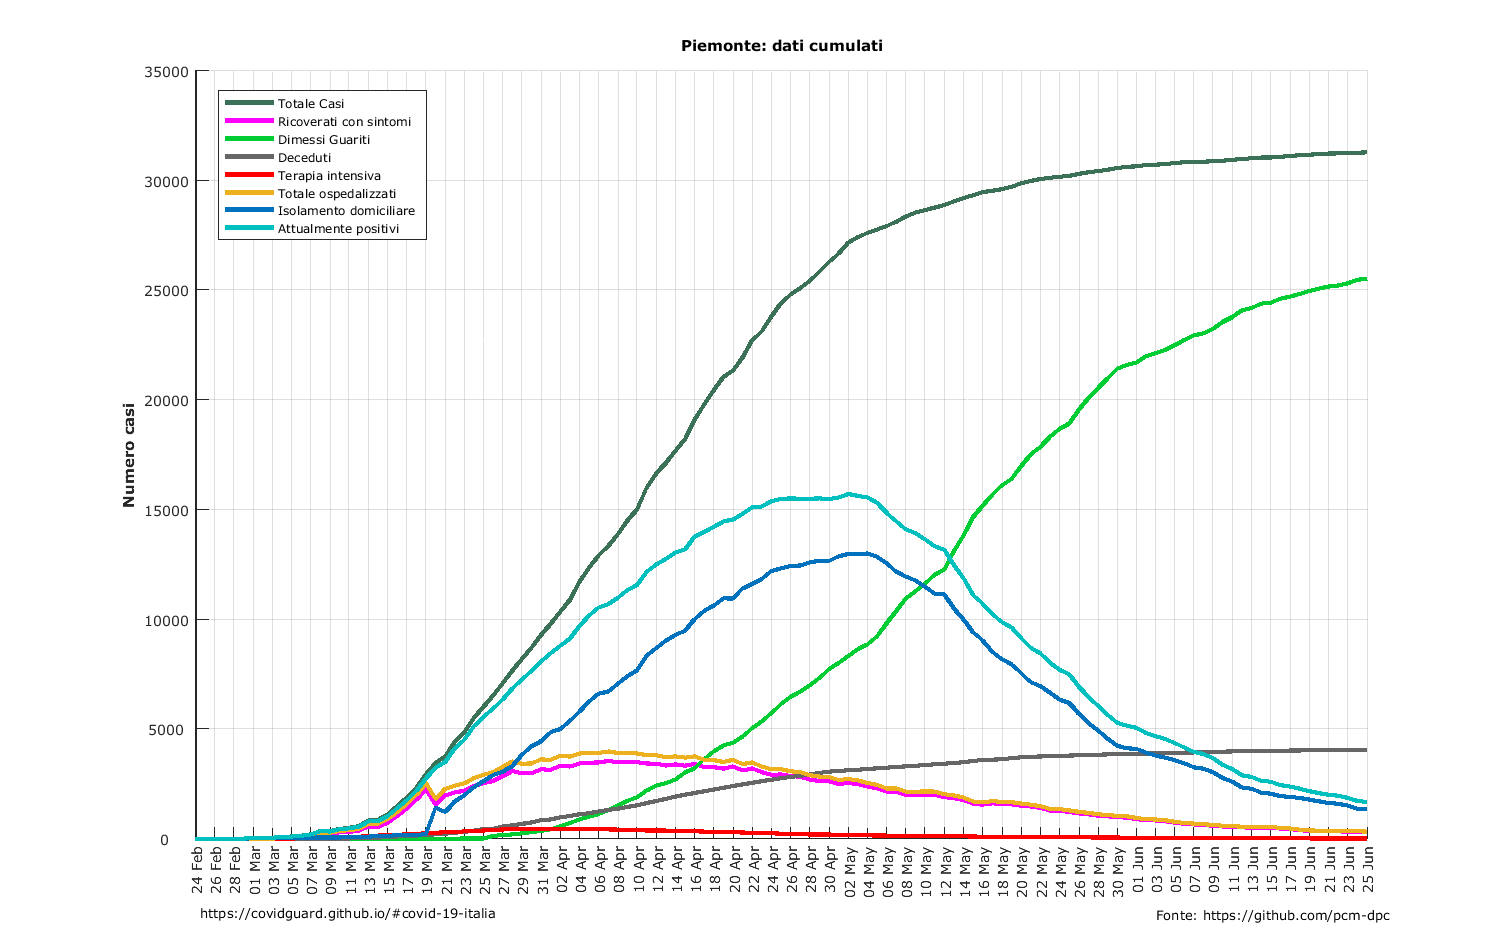 Piemonte: dati cumulati
35000
30000
25000
20000
15000
10000
5000
0
Numero casi
Totale Casi
Ricoverati con sintomi
Dimessi Guariti
Deceduti
Terapia intensiva
Totale ospedalizzati
Isolamento domiciliare
Attualmente positivi
24 Feb
26 Feb
28 Feb
01 Mar
03 Mar
05 Mar
07 Mar
09 Mar
11 Mar
13 Mar
15 Mar
17 Mar
19 Mar
21 Mar
23 Mar
25 Mar
27 Mar
29 Mar
31 Mar
02 Apr
04 Apr
06 Apr
08 Apr
10 Apr
12 Apr
14 Apr
16 Apr
18 Apr
20 Apr
22 Apr
24 Apr
26 Apr
28 Apr
30 Apr
02 May
04 May
06 May
08 May
10 May
12 May
14 May
16 May
18 May
20 May
22 May
24 May
26 May
28 May
30 May
01 Jun
03 Jun
05 Jun
07 Jun
09 Jun
11 Jun
13 Jun
15 Jun
17 Jun
19 Jun
21 Jun
23 Jun
25 Jun
https://covidguard.github.io/#covid-19-italia
Fonte: https://github.com/pcm-dpc